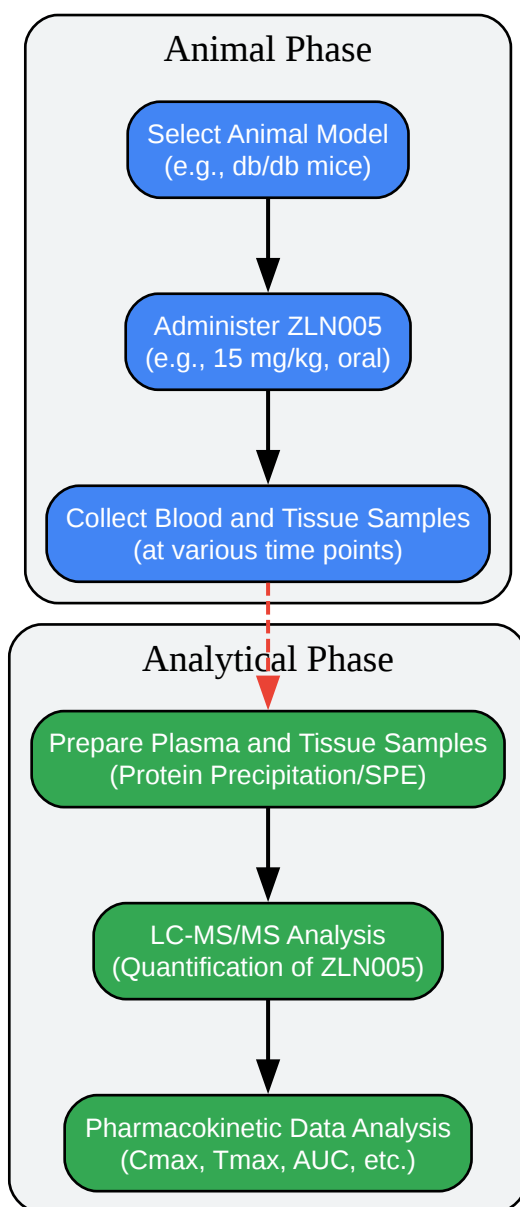 Animal Phase
Select Animal Model
(e.g., db/db mice)
Administer ZLN005
(e.g., 15 mg/kg, oral)
Collect Blood and Tissue Samples
(at various time points)
Analytical Phase
Prepare Plasma and Tissue Samples
(Protein Precipitation/SPE)
LC-MS/MS Analysis
(Quantification of ZLN005)
Pharmacokinetic Data Analysis
(Cmax, Tmax, AUC, etc.)